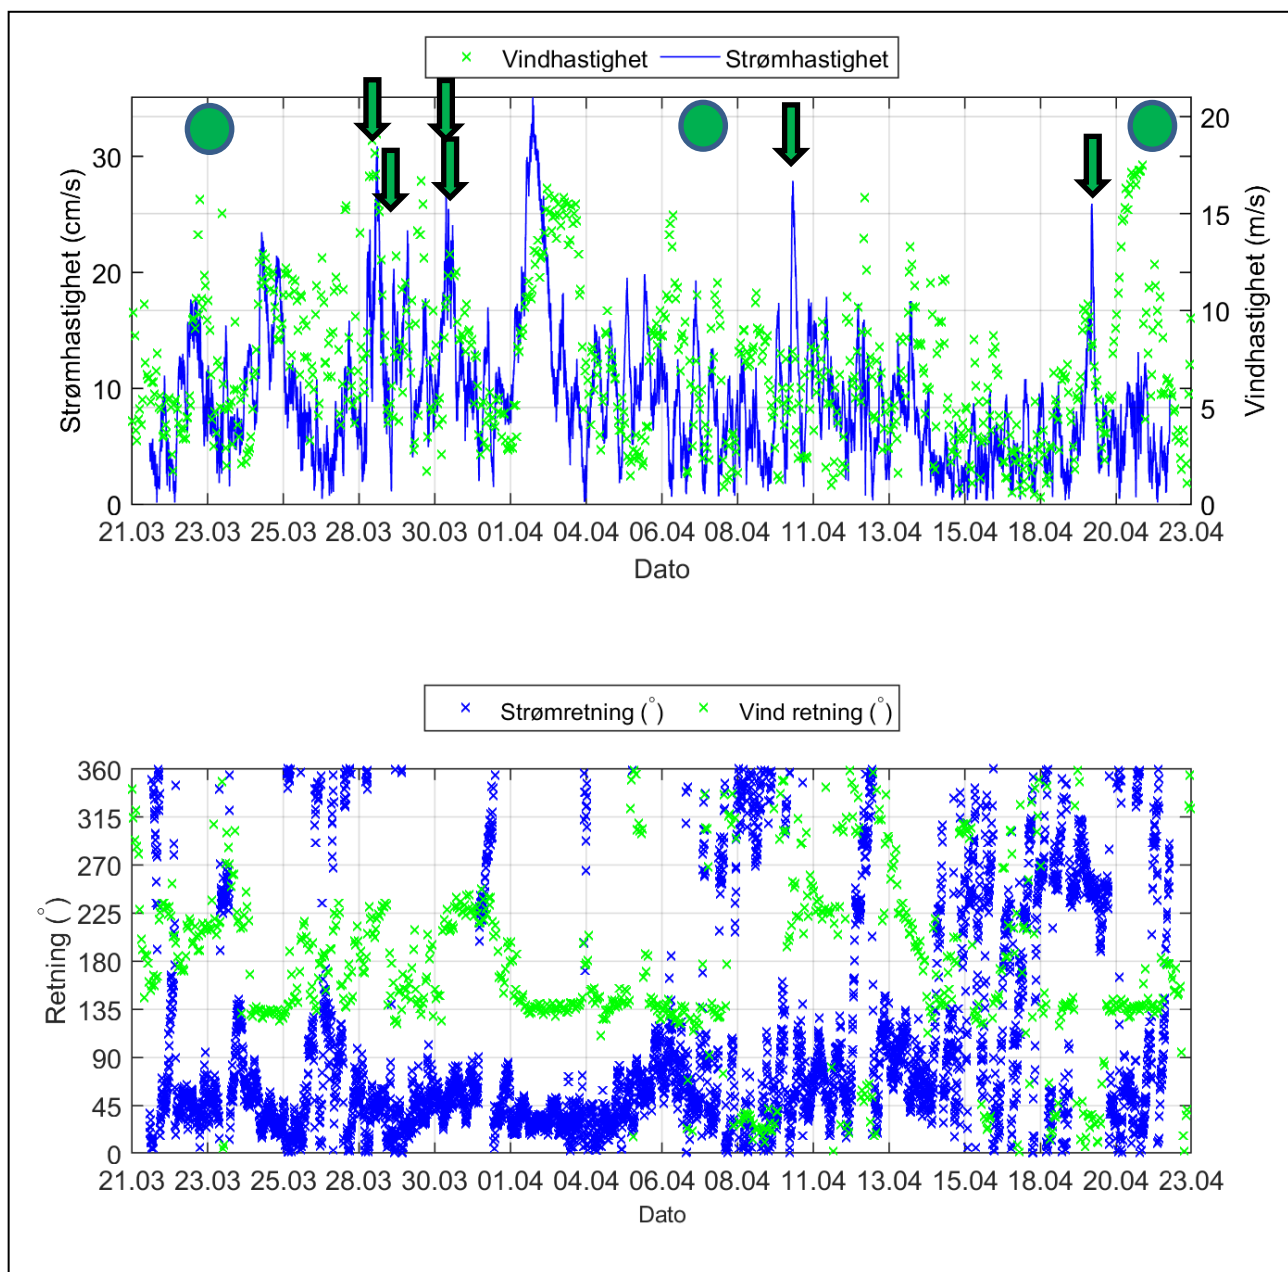 Vindhastighet Strømhastighet
Strømhastighet (cm/s)
30
20
10
0
Vindhastighet (m/s)
20
15
10
5
0
21.03 23.03 25.03 28.03 30.03 01.04 04.04 06.04 08.04 11.04 13.04 15.04 18.04 20.04 23.04
Dato
Strømretning (°) Vind retning (°)
Retning (°)
360
315
270
225
180
135
90
45
0
21.03 23.03 25.03 28.03 30.03 01.04 04.04 06.04 08.04 11.04 13.04 15.04 18.04 20.04 23.04
Dato